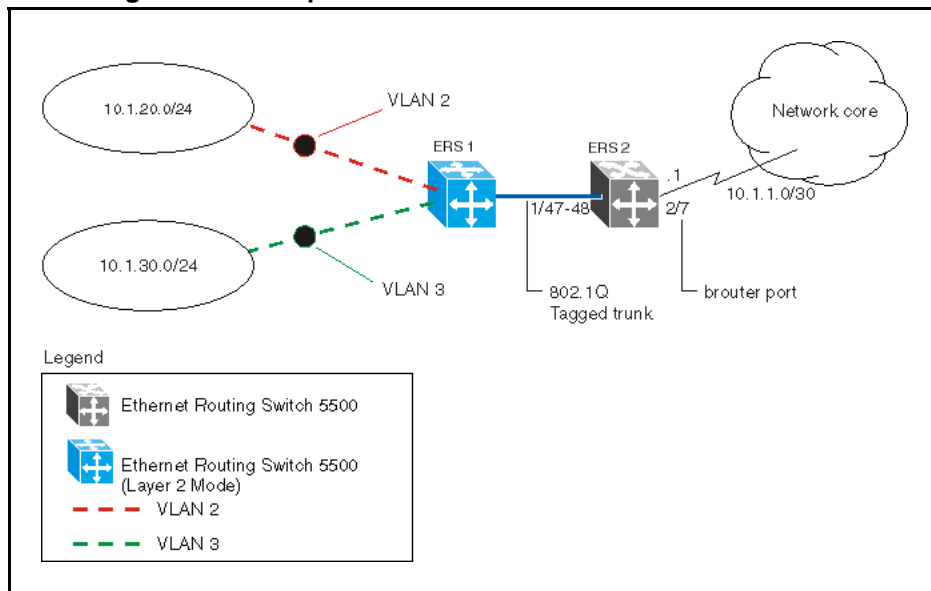 10.1.20.0/24
VLAN 2
Network core
ERS 1
ERS 2
.1
10.1.1.0/30
1/47-48
2/7
10.1.30.0/24
VLAN 3
802.1Q
Tagged trunk
brouter port
Legend
Ethernet Routing Switch 5500
Ethernet Routing Switch 5500
(Layer 2 Mode)
VLAN 2
VLAN 3